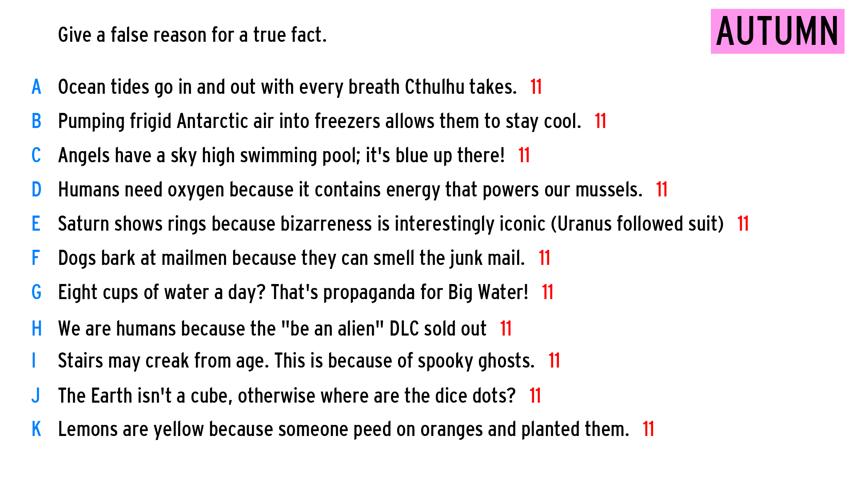 Give a false reason for a true fact.
AUTUMN
A Ocean tides go in and out with every breath Cthulhu takes. 11
B Pumping frigid Antarctic air into freezers allows them to stay cool. 11
C Angels have a sky high swimming pool; it's blue up there! 11
D Humans need oxygen because it contains energy that powers our mussels. 11
E Saturn shows rings because bizarreness is interestingly iconic (Uranus followed suit) 11
F Dogs bark at mailmen because they can smell the junk mail. 11
G Eight cups of water a day? That's propaganda for Big Water! 11
H We are humans because the "be an alien" DLC sold out 11
I Stairs may creak from age. This is because of spooky ghosts. 11
J The Earth isn't a cube, otherwise where are the dice dots? 11
K Lemons are yellow because someone peed on oranges and planted them. 11